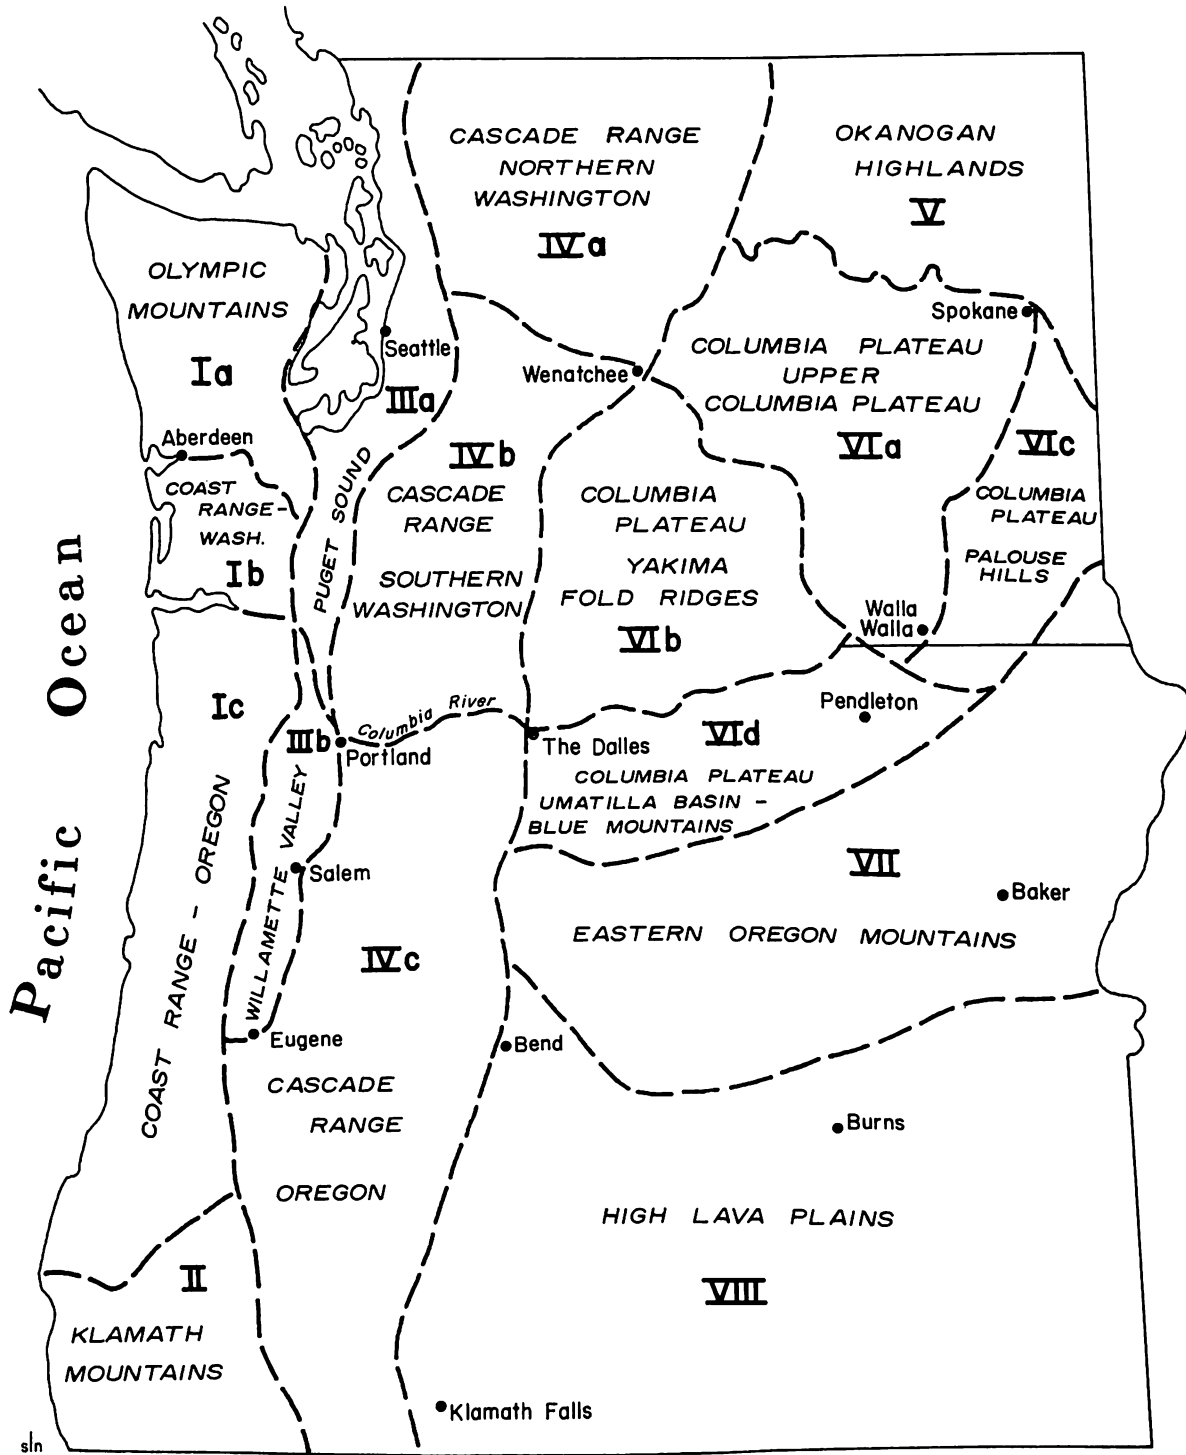 CASCADE RANGE
NORTHERN
WASHINGTON
IVa
OKANOGAN
HIGHLANDS
V
OLYMPIC
MOUNTAINS
Ia
Seattle
IIIa
Spokane
Wenatchee
COLUMBIA PLATEAU
UPPER
COLUMBIA PLATEAU
VIa
VIc
COLUMBIA
PLATEAU
PALOUSE
HILLS
Aberdeen
COAST
RANGE-
WASH.
Ib
PUGET SOUND
IVb
CASCADE
RANGE
SOUTHERN
WASHINGTON
COLUMBIA
PLATEAU
YAKIMA
FOLD RIDGES
VIb
Walla
Walla
Pacific Ocean
Ic
IIIb
Portland
Columbia River
The Dalles
VId
Pendleton
COLUMBIA PLATEAU
UMATILLA BASIN -
BLUE MOUNTAINS
COAST RANGE - OREGON
WILLAMETTE VALLEY
Salem
VII
Baker
EASTERN OREGON MOUNTAINS
IVc
Eugene
Bend
CASCADE
RANGE
OREGON
Burns
HIGH LAVA PLAINS
VIII
II
KLAMATH
MOUNTAINS
Klamath Falls
sln